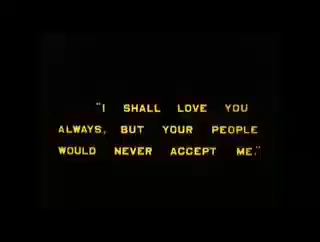 "I SHALL LOVE YOU
ALWAYS, BUT YOUR PEOPLE
WOULD NEVER ACCEPT ME."